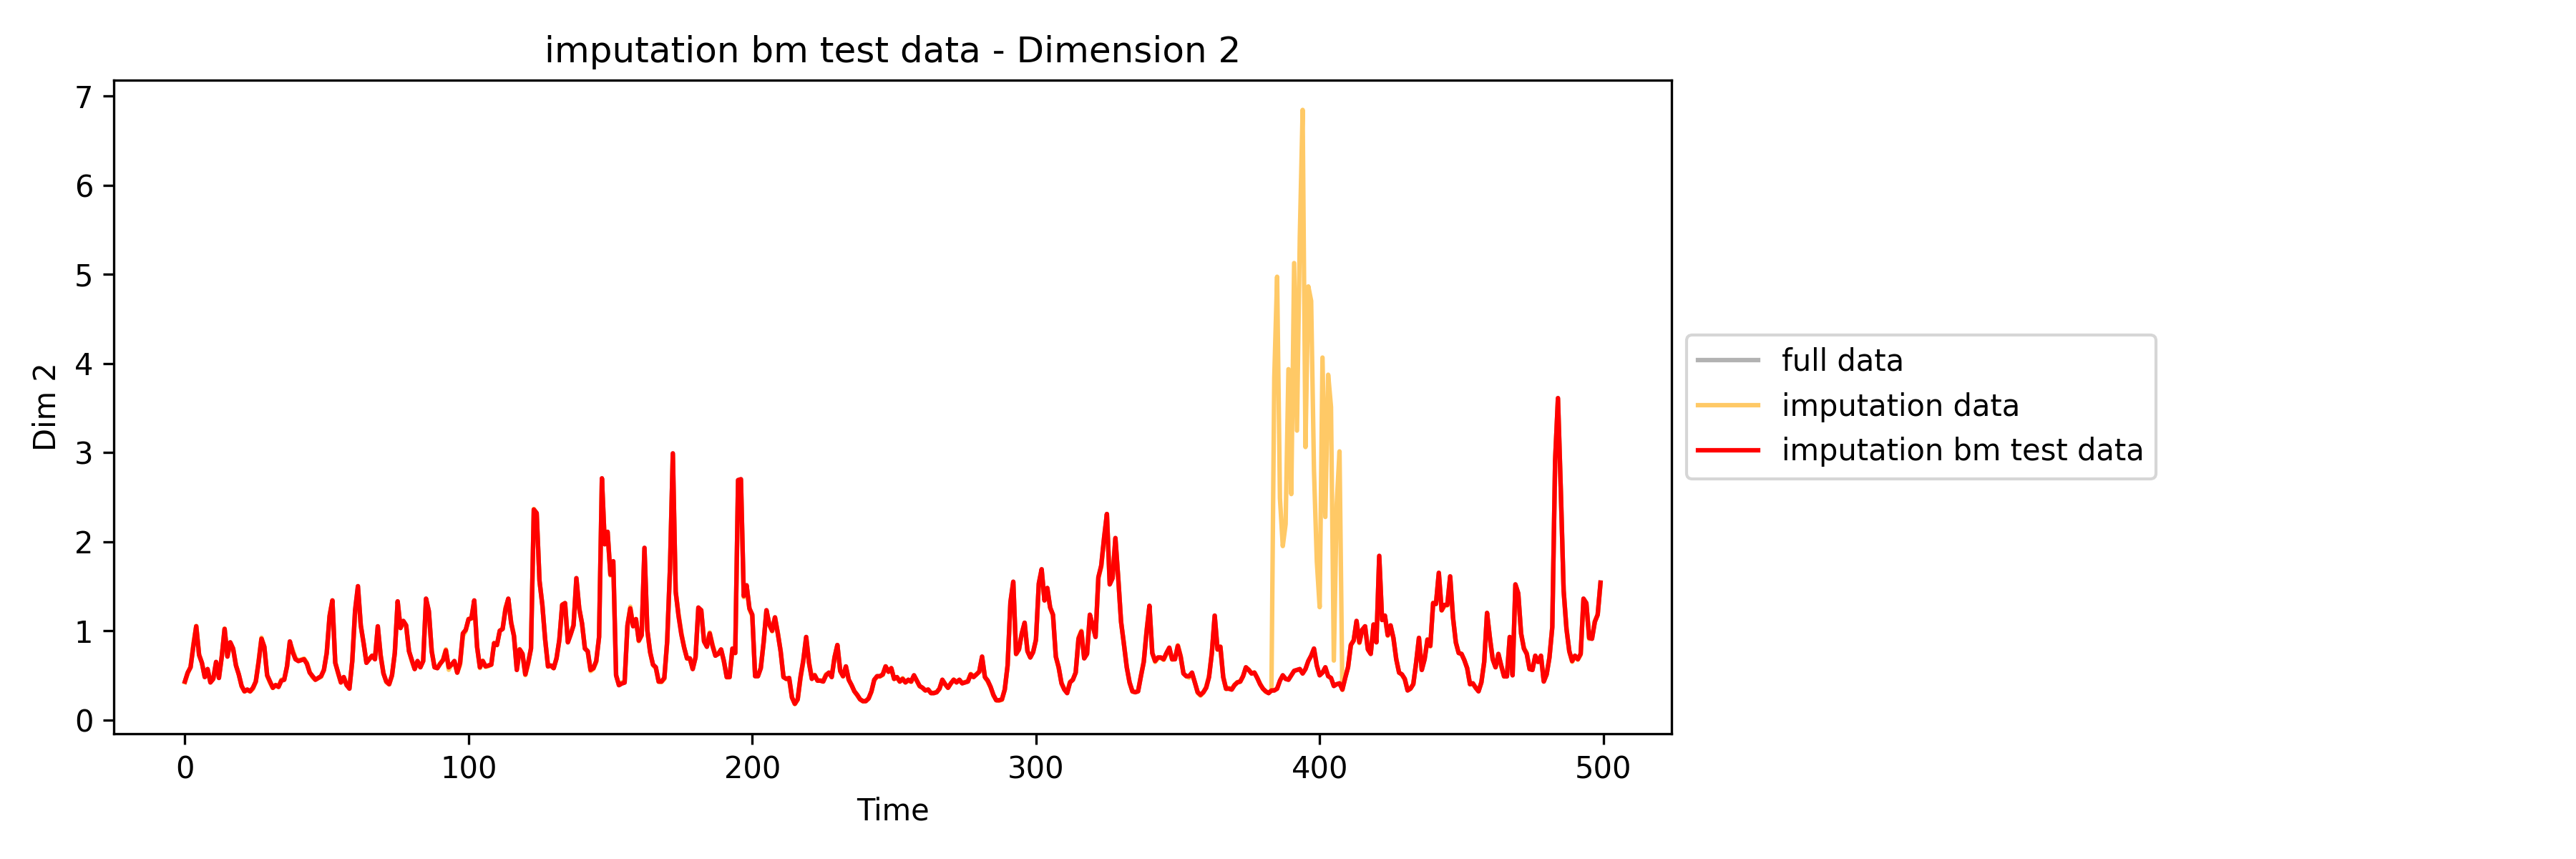 imputation bm test data - Dimension 2
7
6
5
4
3
2
1
0
Dim 2
0 100 200 300 400 500
Time
full data
imputation data
imputation bm test data